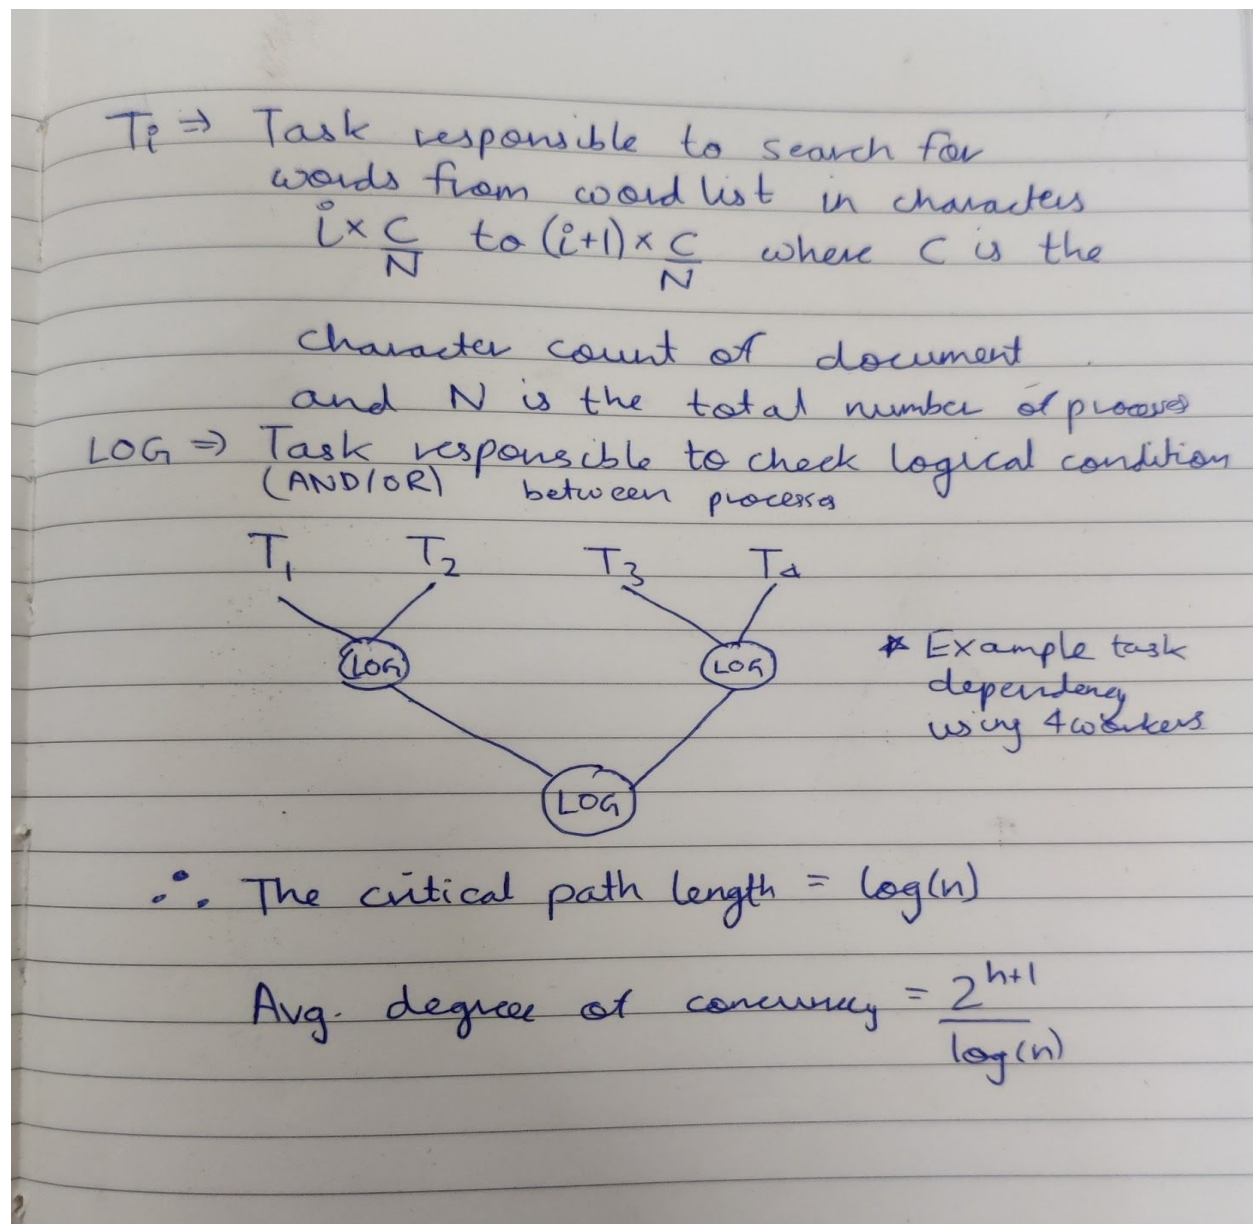 Ti ⇒ Task responsible to search for
words from word list in characters
i × C/N to (i+1) × C/N where C is the
character count of document
and N is the total number of processes
LOG ⇒ Task responsible to check logical condition
(AND/OR) between processes
T1 T2 T3 T4
LOG LOG
* Example task
dependency
using 4 workers
LOG
∴ The critical path length = log(n)
Avg. degree of concurrency = 2^h+1 / log(n)